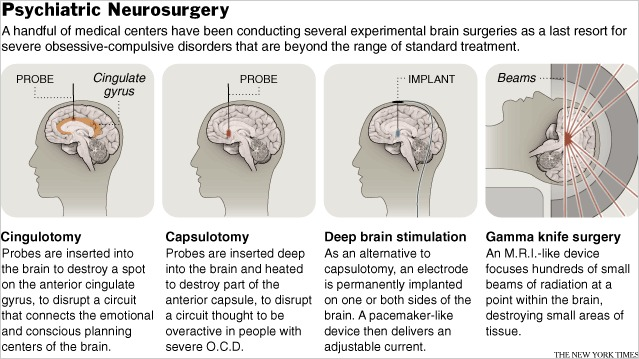 Psychiatric Neurosurgery
A handful of medical centers have been conducting several experimental brain surgeries as a last resort for
severe obsessive-compulsive disorders that are beyond the range of standard treatment.
PROBE
Cingulate
gyrus
PROBE
IMPLANT
Beams
Cingulotomy
Probes are inserted into
the brain to destroy a spot
on the anterior cingulate
gyrus, to disrupt a circuit
that connects the emotional
and conscious planning
centers of the brain.
Capsulotomy
Probes are inserted deep
into the brain and heated
to destroy part of the
anterior capsule, to disrupt
a circuit thought to be
overactive in people with
severe O.C.D.
Deep brain stimulation
As an alternative to
capsulotomy, an electrode
is permanently implanted
on one or both sides of the
brain. A pacemaker-like
device then delivers an
adjustable current.
Gamma knife surgery
An M.R.I.-like device
focuses hundreds of small
beams of radiation at a
point within the brain,
destroying small areas of
tissue.
THE NEW YORK TIMES